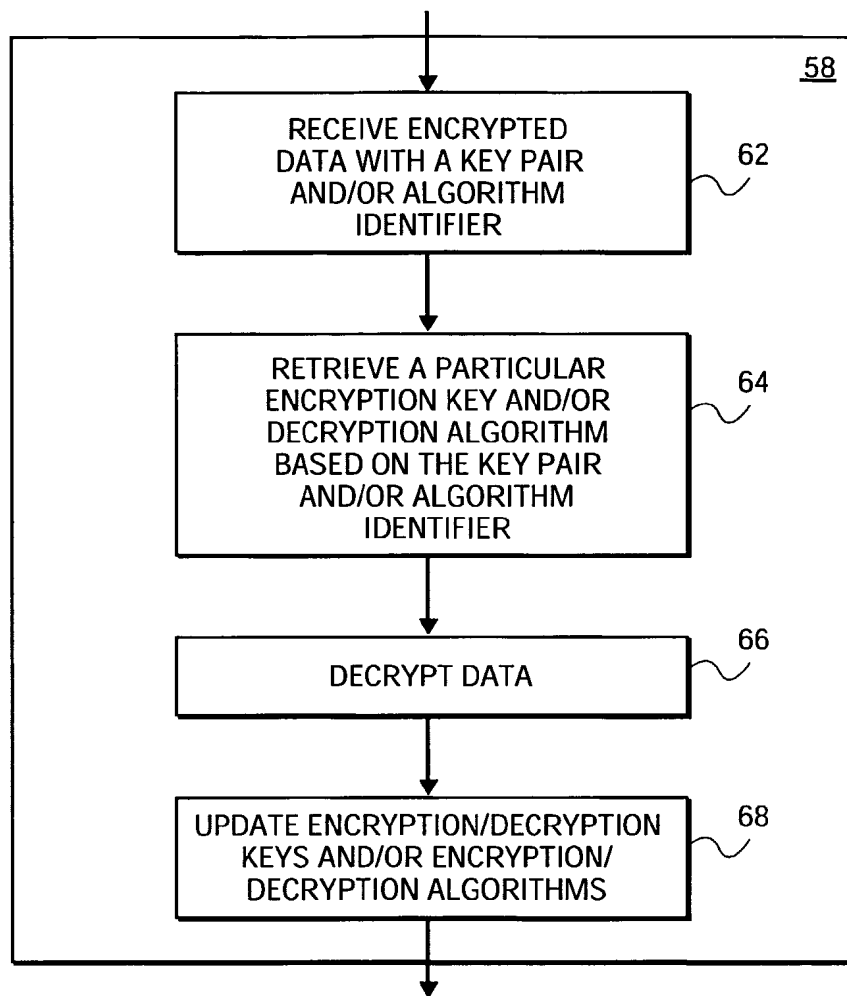 58
RECEIVE ENCRYPTED
DATA WITH A KEY PAIR
AND/OR ALGORITHM
IDENTIFIER
62
RETRIEVE A PARTICULAR
ENCRYPTION KEY AND/OR
DECRYPTION ALGORITHM
BASED ON THE KEY PAIR
AND/OR ALGORITHM
IDENTIFIER
64
DECRYPT DATA
66
UPDATE ENCRYPTION/DECRYPTION
KEYS AND/OR ENCRYPTION/
DECRYPTION ALGORITHMS
68